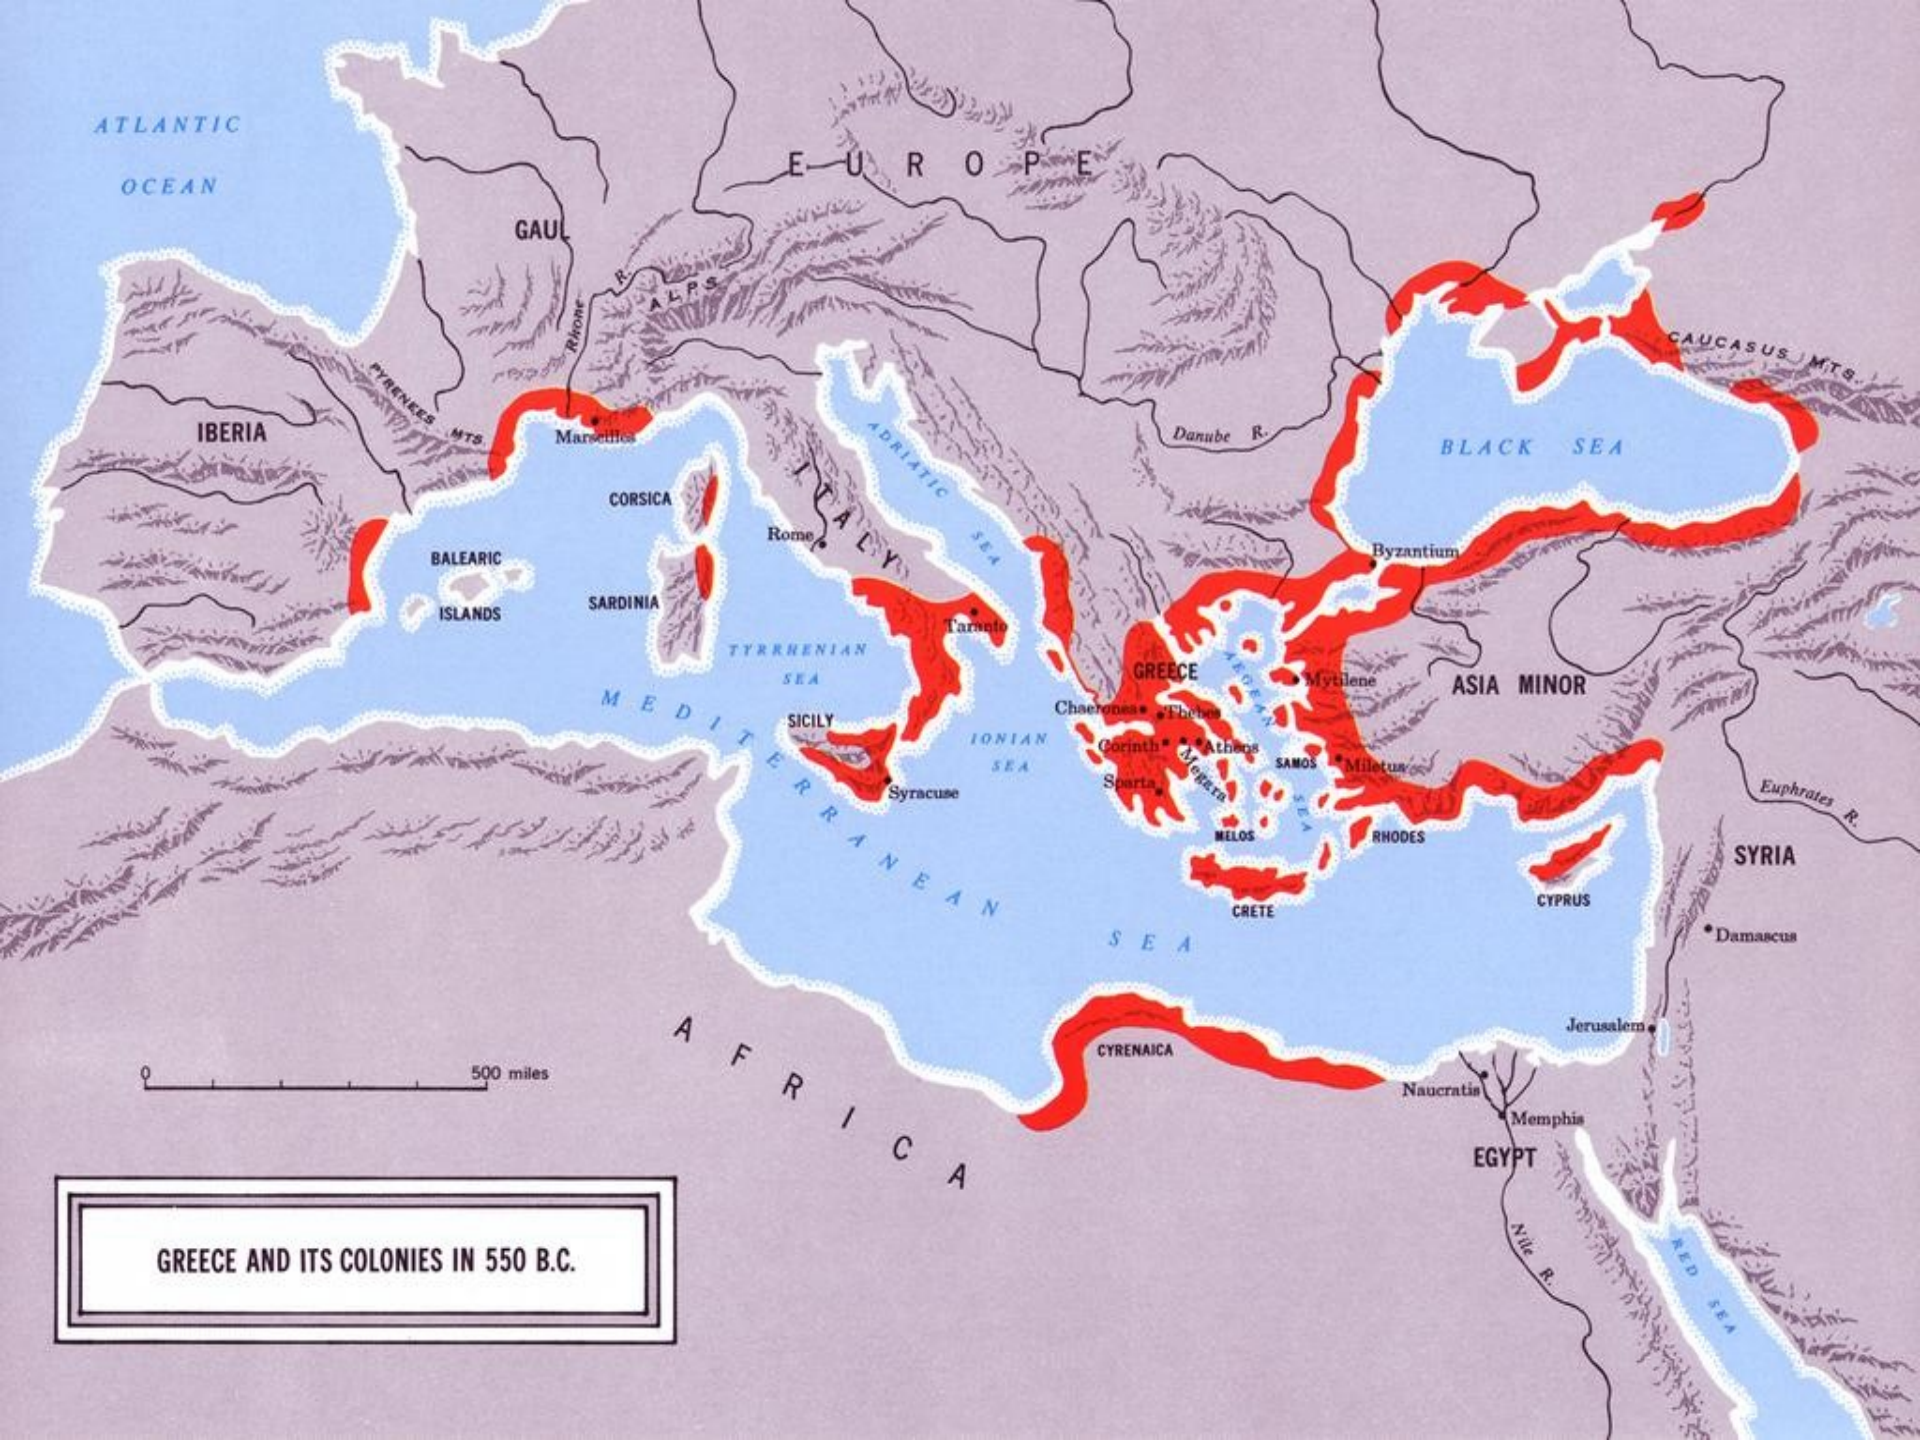 ATLANTIC
OCEAN
EUROPE
GAUL
Rhone R.
ALPS
CAUCASUS MTS.
PYRENEES MTS.
IBERIA
Marseilles
ADRIATIC SEA
Danube R.
BLACK SEA
CORSICA
ITALY
Rome
BALEARIC
ISLANDS
SARDINIA
Byzantium
Taranto
TYRRHENIAN
SEA
GREECE
AEGEAN SEA
Mytilene
ASIA MINOR
MEDITERRANEAN SEA
SICILY
Chaeronea
Thebes
IONIAN
SEA
Corinth
Athens
Megara
SAMOS
Miletus
Sparta
Syracuse
Euphrates R.
MELOS
RHODES
SYRIA
CRETE
CYPRUS
Damascus
AFRICA
CYRENAICA
Jerusalem
0 500 miles
Naucratis
Memphis
EGYPT
Nile R.
RED SEA
GREECE AND ITS COLONIES IN 550 B.C.